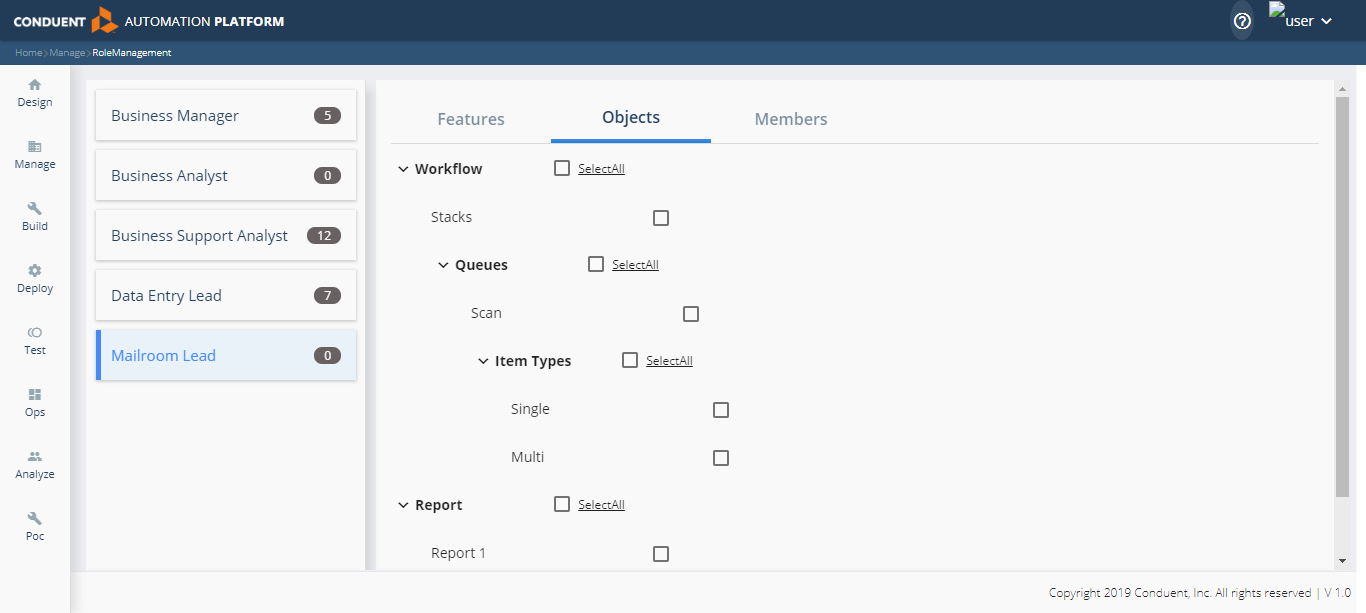 CONDUENT AUTOMATION PLATFORM
? user
Home>Manage>RoleManagement
Design
Manage
Build
Deploy
Test
Ops
Analyze
Poc
Business Manager 5
Business Analyst 0
Business Support Analyst 12
Data Entry Lead 7
Mailroom Lead 0
Features Objects Members
Workflow SelectAll
Stacks
Queues SelectAll
Scan
Item Types SelectAll
Single
Multi
Report SelectAll
Report 1
Copyright 2019 Conduent, Inc. All rights reserved | V 1.0